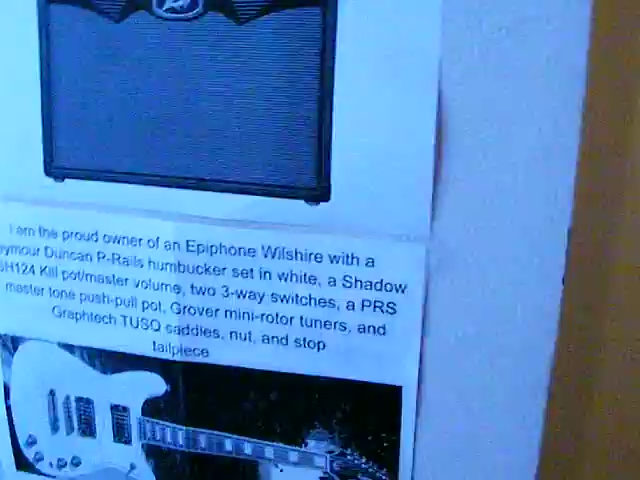 I am the proud owner of an Epiphone Wilshire with a
eymour Duncan P-Rails humbucker set in white, a Shadow
SH124 Kill pot/master volume, two 3-way switches, a PRS
master tone push-pull pot, Grover mini-rotor tuners, and
Graphtech TUSQ saddles, nut, and stop
tailpiece